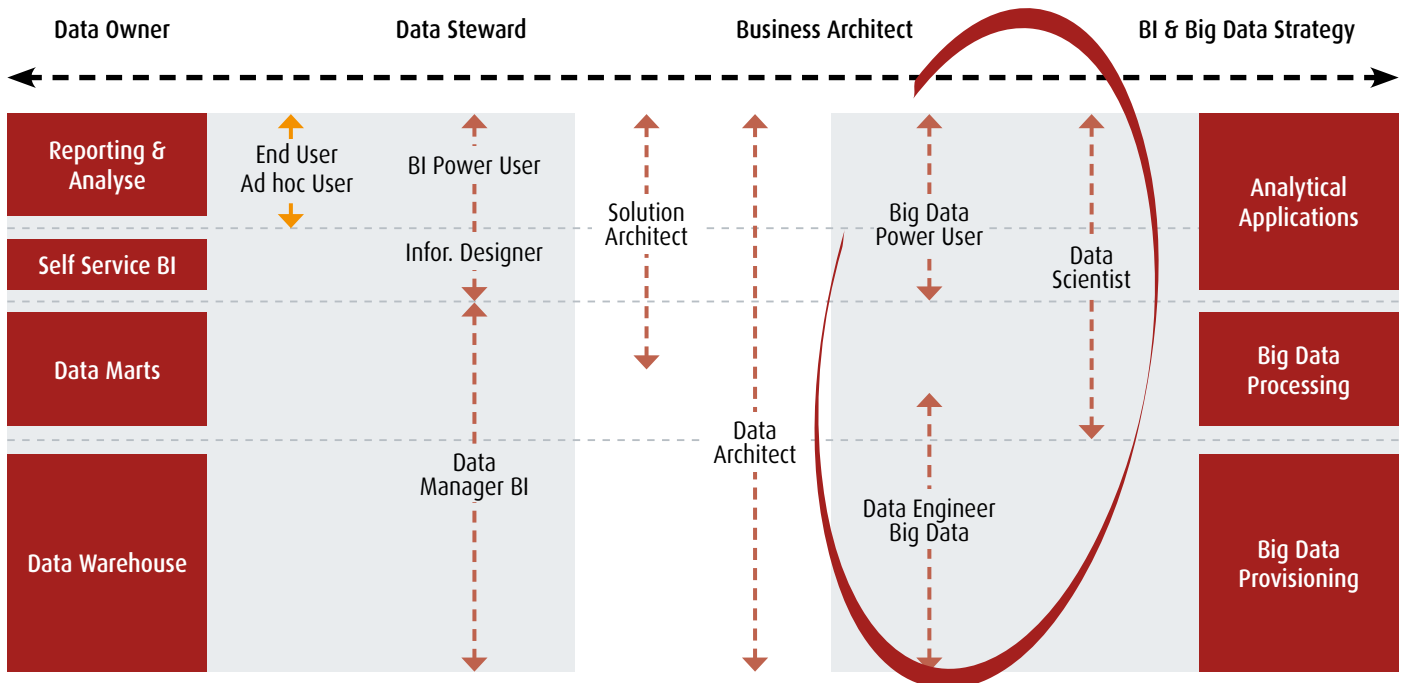 Data Owner
Data Steward
Business Architect
BI & Big Data Strategy
Reporting &
Analyse
End User
Ad hoc User
BI Power User
Solution
Architect
Big Data
Power User
Analytical
Applications
Self Service BI
Infor. Designer
Data
Scientist
Data Marts
Big Data
Processing
Data
Manager BI
Data
Architect
Data Engineer
Big Data
Data Warehouse
Big Data
Provisioning